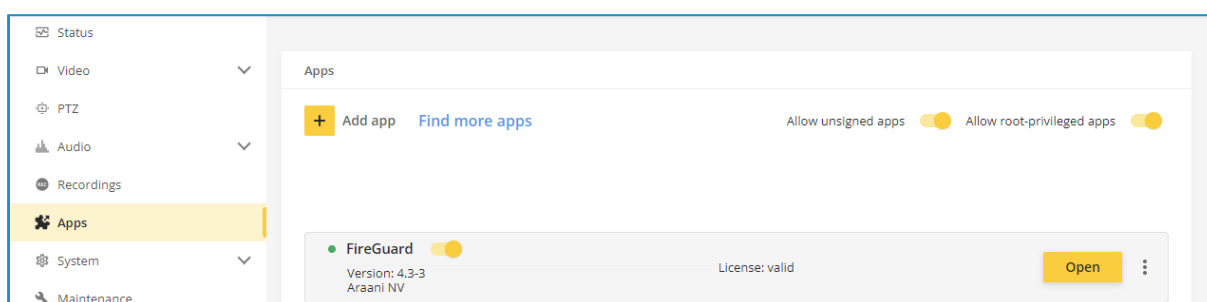 Status
Video
PTZ
Audio
Recordings
Apps
System
Maintenance
Apps
+ Add app Find more apps Allow unsigned apps Allow root-privileged apps
FireGuard
Version: 4.3-3
Araani NV
License: valid
Open